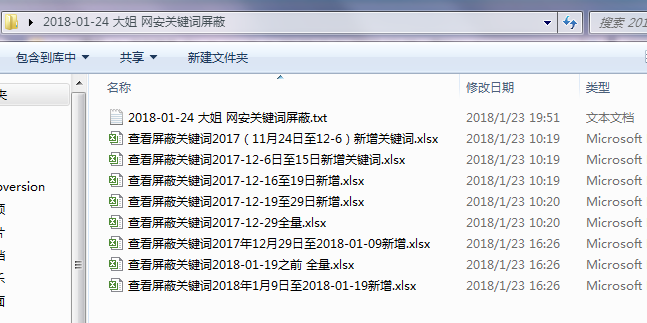 2018-01-24 大姐 网安关键词屏蔽
搜索 201
包含到库中 共享 新建文件夹
名称 修改日期 类型
2018-01-24 大姐 网安关键词屏蔽.txt 2018/1/23 19:51 文本文档
查看屏蔽关键词2017（11月24日至12-6）新增关键词.xlsx 2018/1/23 10:19 Microsoft
查看屏蔽关键词2017-12-6日至15日新增关键词.xlsx 2018/1/23 10:19 Microsoft
查看屏蔽关键词2017-12-16至19日新增.xlsx 2018/1/23 10:19 Microsoft
查看屏蔽关键词2017-12-19至29日新增.xlsx 2018/1/23 10:20 Microsoft
查看屏蔽关键词2017-12-29全量.xlsx 2018/1/23 10:20 Microsoft
查看屏蔽关键词2017年12月29日至2018-01-09新增.xlsx 2018/1/23 16:26 Microsoft
查看屏蔽关键词2018-01-19之前 全量.xlsx 2018/1/23 16:26 Microsoft
查看屏蔽关键词2018年1月9日至2018-01-19新增.xlsx 2018/1/23 16:26 Microsoft
夹
oversion